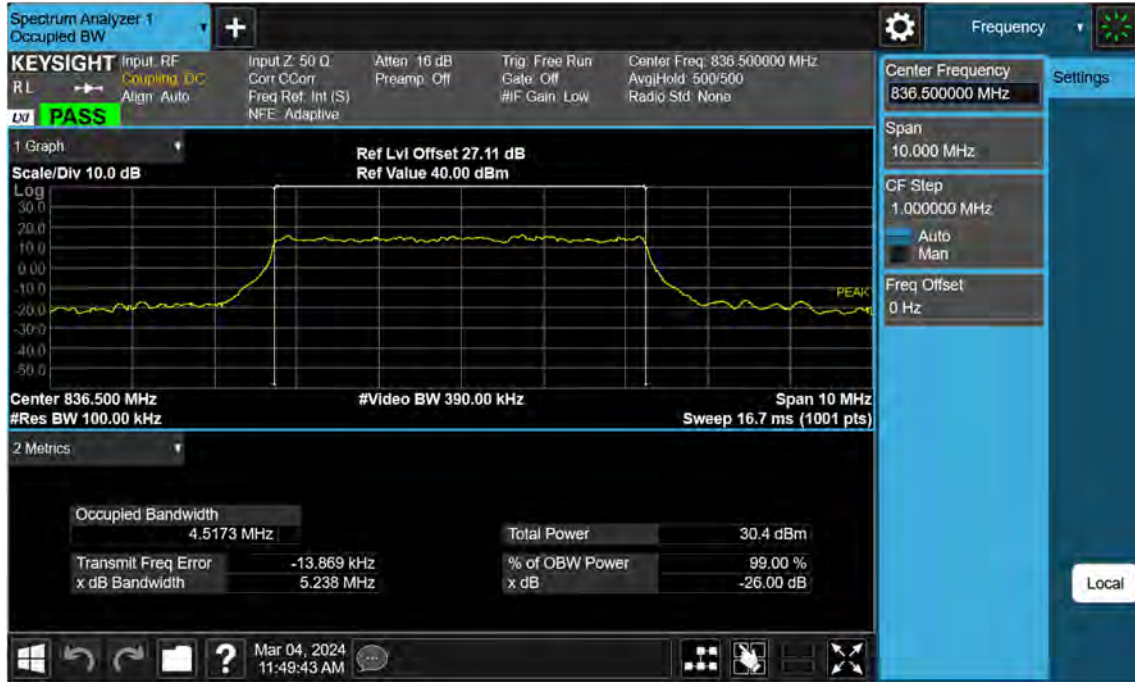 Spectrum Analyzer 1
Occupied BW
Frequency
KEYSIGHT
Input: RF
Coupling: DC
Align: Auto
Input Z: 50 Ω
Corr CCorr
Freq Ref: Int (S)
NFE: Adaptive
Atten: 16 dB
Preamp: Off
Trig: Free Run
Gate: Off
#IF Gain: Low
Center Freq: 836.500000 MHz
Avg|Hold: 500/500
Radio Std: None
R L
LXI
PASS
1 Graph
Scale/Div 10.0 dB
Ref Lvl Offset 27.11 dB
Ref Value 40.00 dBm
Log
30.0
20.0
10.0
0.00
-10.0
-20.0
-30.0
-40.0
-50.0
PEAK
Center 836.500 MHz
#Video BW 390.00 kHz
Span 10 MHz
#Res BW 100.00 kHz
Sweep 16.7 ms (1001 pts)
2 Metrics
Occupied Bandwidth
4.5173 MHz
Total Power 30.4 dBm
Transmit Freq Error -13.869 kHz
% of OBW Power 99.00 %
x dB Bandwidth 5.238 MHz
x dB -26.00 dB
Center Frequency
836.500000 MHz
Span
10.000 MHz
CF Step
1.000000 MHz
Auto
Man
Freq Offset
0 Hz
Settings
Local
?
Mar 04, 2024
11:49:43 AM